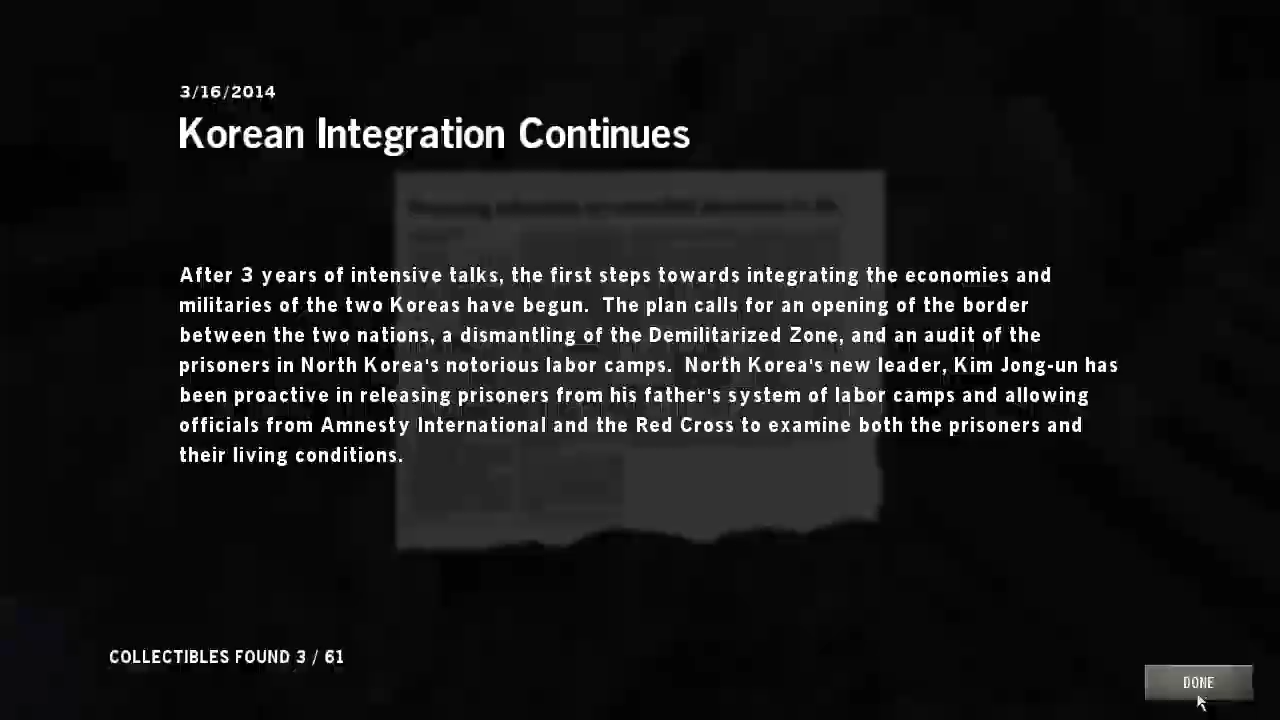 3/16/2014
Korean Integration Continues
After 3 years of intensive talks, the first steps towards integrating the economies and
militaries of the two Koreas have begun.  The plan calls for an opening of the border
between the two nations, a dismantling of the Demilitarized Zone, and an audit of the
prisoners in North Korea's notorious labor camps.  North Korea's new leader, Kim Jong-un has
been proactive in releasing prisoners from his father's system of labor camps and allowing
officials from Amnesty International and the Red Cross to examine both the prisoners and
their living conditions.
COLLECTIBLES FOUND 3 / 61
DONE